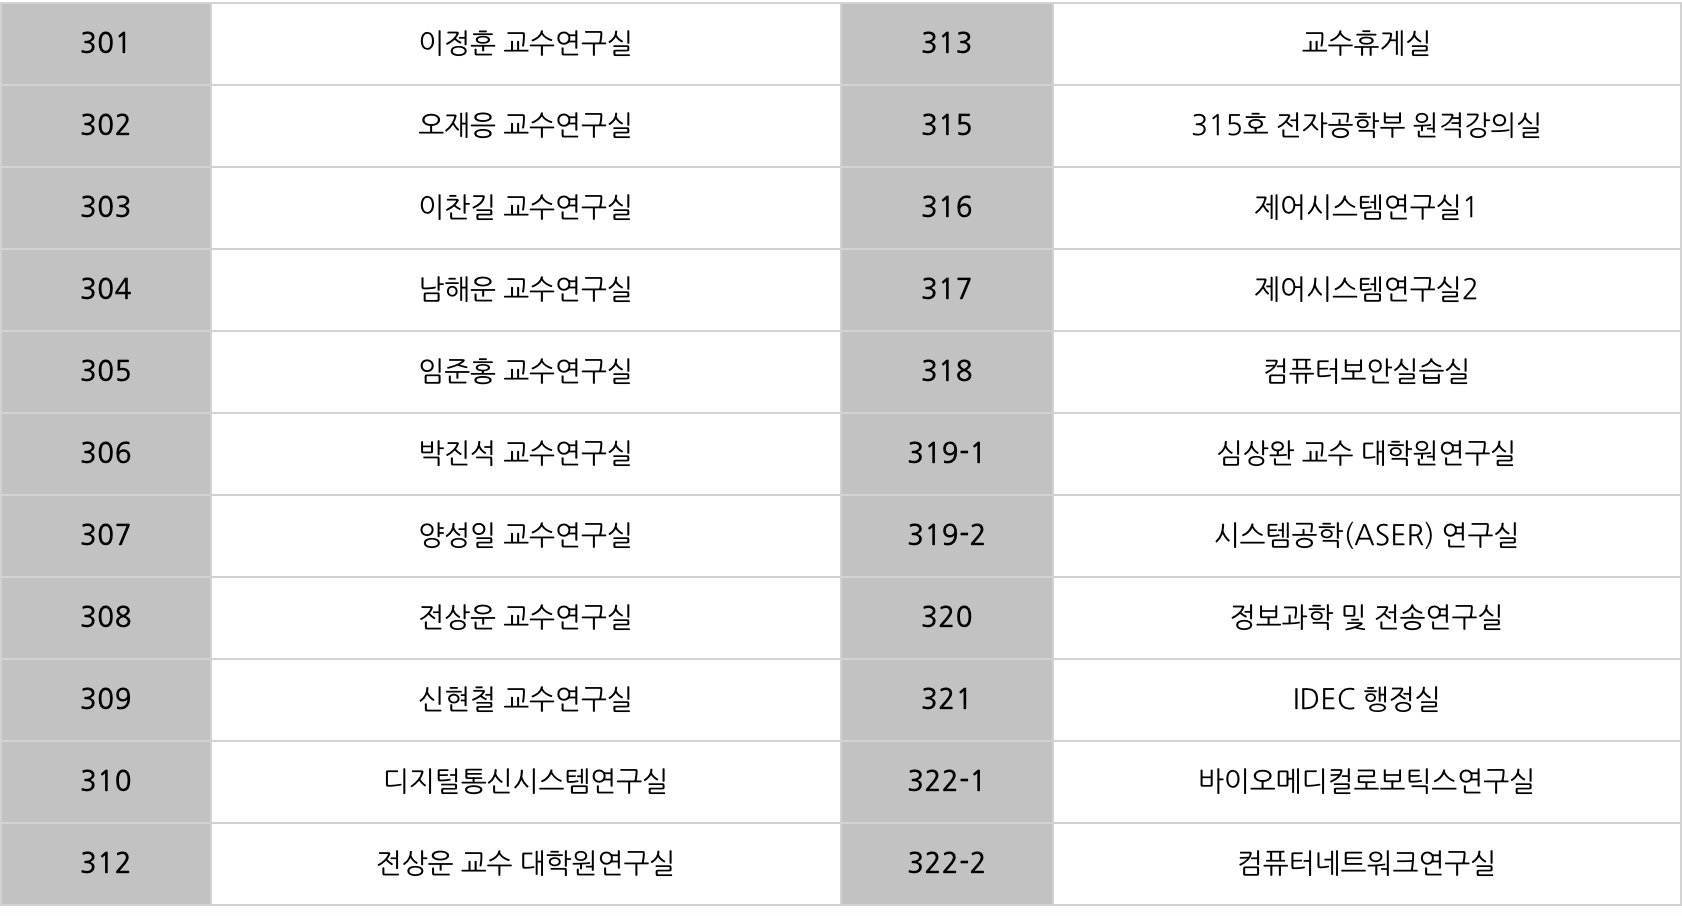 301 이정훈 교수연구실 313 교수휴게실
302 오재응 교수연구실 315 315호 전자공학부 원격강의실
303 이찬길 교수연구실 316 제어시스템연구실1
304 남해운 교수연구실 317 제어시스템연구실2
305 임준홍 교수연구실 318 컴퓨터보안실습실
306 박진석 교수연구실 319-1 심상완 교수 대학원연구실
307 양성일 교수연구실 319-2 시스템공학(ASER) 연구실
308 전상운 교수연구실 320 정보과학 및 전송연구실
309 신현철 교수연구실 321 IDEC 행정실
310 디지털통신시스템연구실 322-1 바이오메디컬로보틱스연구실
312 전상운 교수 대학원연구실 322-2 컴퓨터네트워크연구실